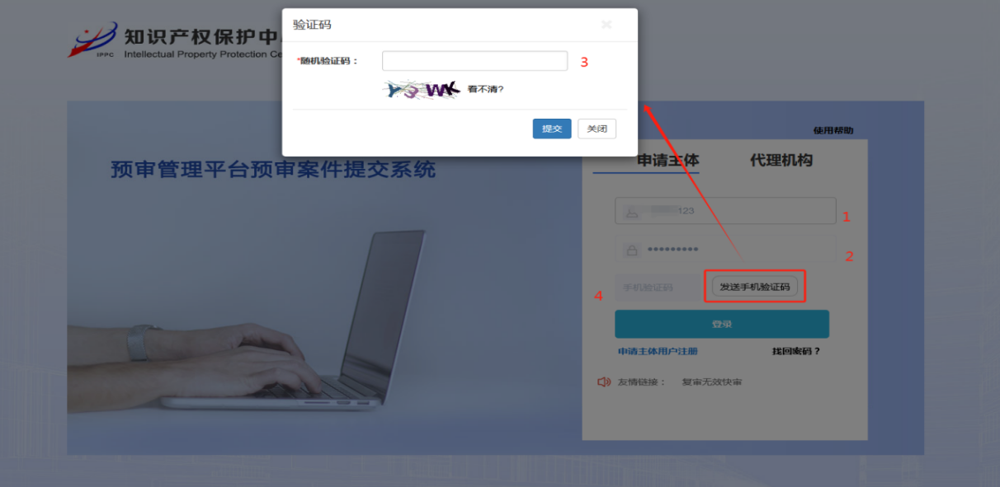 验证码
知识产权保护中
IPPC Intellectual Property Protection Ce
*随机验证码：
3
看不清?
提交 关闭
使用帮助
预审管理平台预审案件提交系统
申请主体 代理机构
123
1
•••••••••
2
手机验证码 发送手机验证码
4
登录
申请主体用户注册 找回密码？
友情链接： 复审无效快审